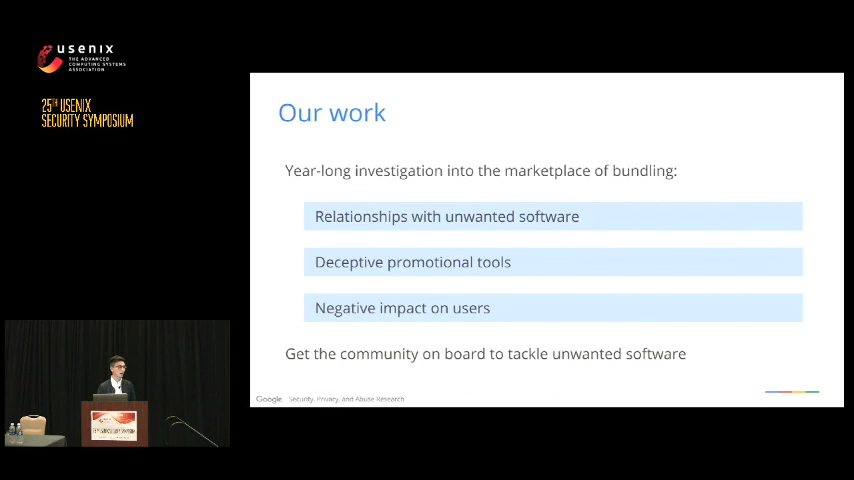 usenix
THE ADVANCED
COMPUTING SYSTEMS
ASSOCIATION
25TH USENIX
SECURITY SYMPOSIUM
Our work
Year-long investigation into the marketplace of bundling:
Relationships with unwanted software
Deceptive promotional tools
Negative impact on users
Get the community on board to tackle unwanted software
Google Security, Privacy, and Abuse Research